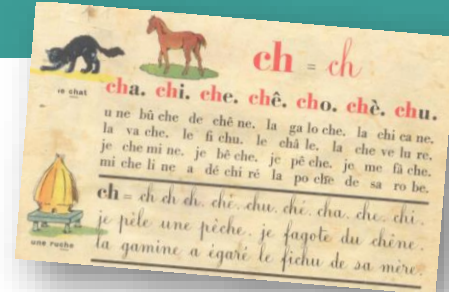 ch = ch
le chat
cha. chi. che. chê. cho. chè. chu.
u ne bû che de chê ne. la ga lo che. la chi ca ne.
la va che. le fi chu. le châ le. la che ve lu re.
je che mi ne. je bê che. je pê che. je me fâ che.
mi che li ne a dé chi ré la po che de sa ro be.
ch = ch ch ch. ché. chu. ché. cha. che. chi.
je pèle une pèche. je fagote du chêne.
la gamine a égaré le fichu de sa mère.
une ruche